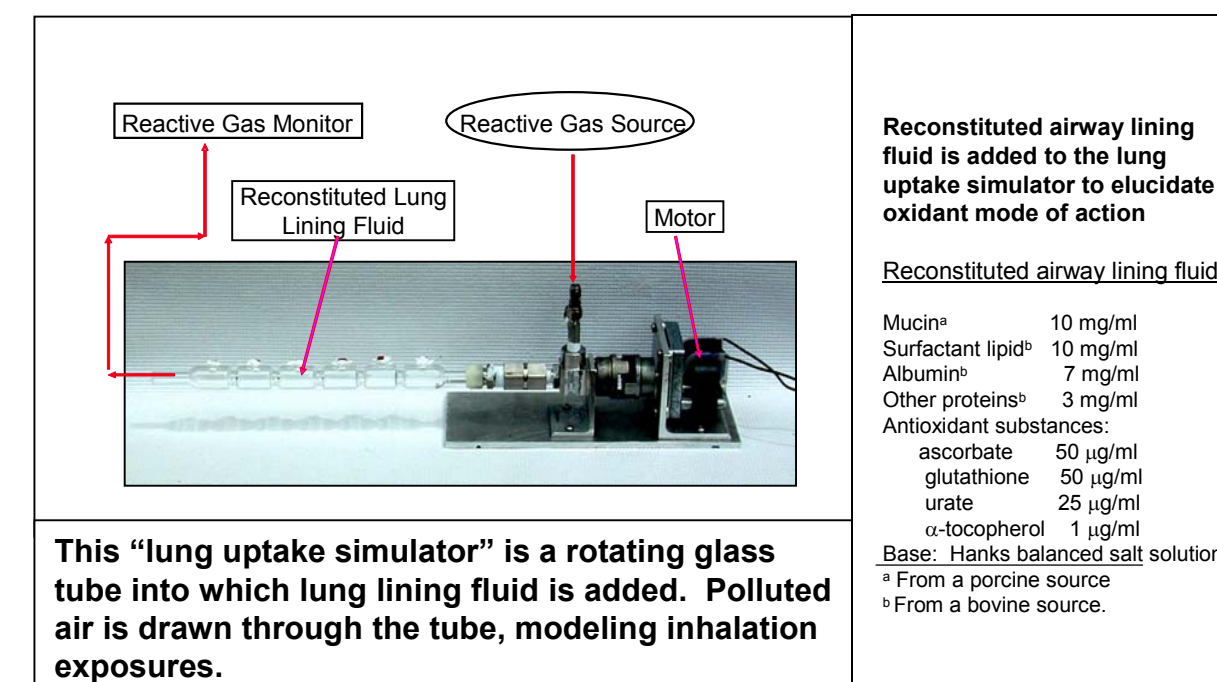 Reactive Gas Monitor
Reactive Gas Source
Reconstituted Lung
Lining Fluid
Motor
This “lung uptake simulator” is a rotating glass
tube into which lung lining fluid is added.  Polluted
air is drawn through the tube, modeling inhalation
exposures.
Reconstituted airway lining
fluid is added to the lung
uptake simulator to elucidate
oxidant mode of action
Reconstituted airway lining fluid
Mucinᵃ 10 mg/ml
Surfactant lipidᵇ 10 mg/ml
Albuminᵇ 7 mg/ml
Other proteinsᵇ 3 mg/ml
Antioxidant substances:
ascorbate 50 μg/ml
glutathione 50 μg/ml
urate 25 μg/ml
α-tocopherol 1 μg/ml
Base:  Hanks balanced salt solution
ᵃ From a porcine source
ᵇ From a bovine source.